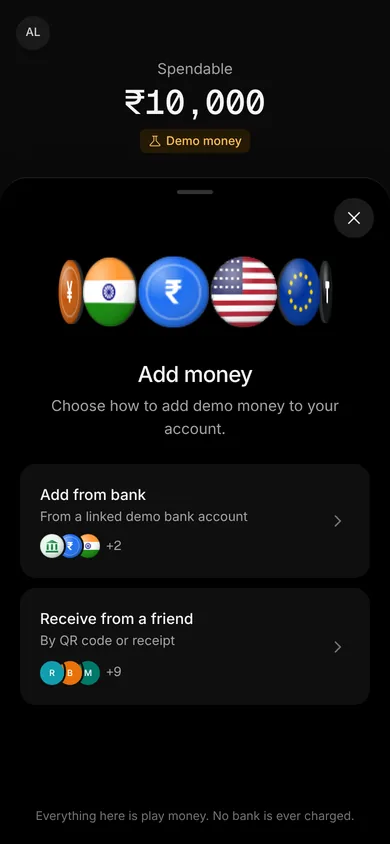 AL
Spendable
₹10,000
Demo money
¥
₹
Add money
Choose how to add demo money to your
account.
Add from bank
From a linked demo bank account
₹
+2
Receive from a friend
By QR code or receipt
R B M +9
Everything here is play money. No bank is ever charged.